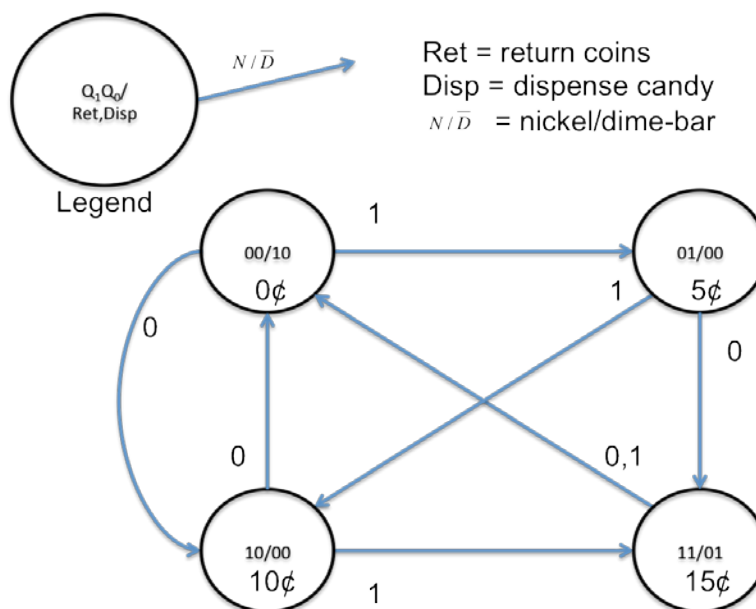 N / D̅
Ret = return coins
Disp = dispense candy
N / D̅ = nickel/dime-bar
Q₁Q₀/
Ret,Disp
Legend
1
00/10
0¢
01/00
5¢
1
0
0
0
0,1
10/00
10¢
11/01
15¢
1